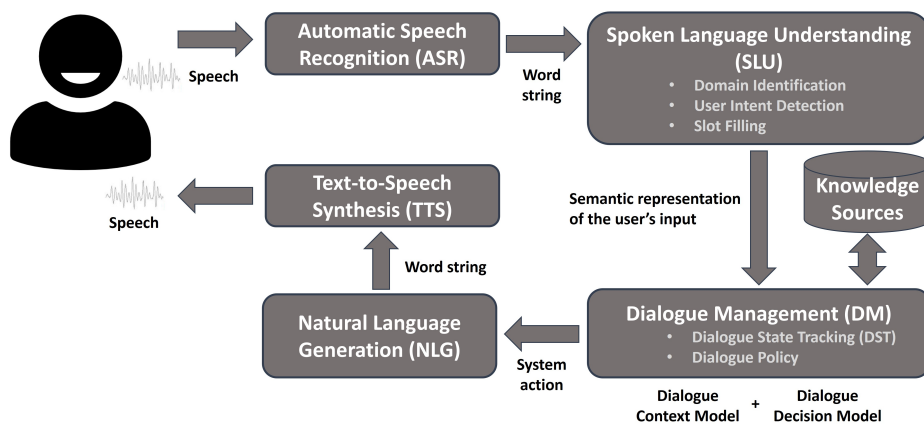 Speech
Automatic Speech
Recognition (ASR)
Word
string
Spoken Language Understanding
(SLU)
• Domain Identification
• User Intent Detection
• Slot Filling
Semantic representation
of the user's input
Knowledge
Sources
Dialogue Management (DM)
• Dialogue State Tracking (DST)
• Dialogue Policy
Dialogue
Context Model
+
Dialogue
Decision Model
System
action
Natural Language
Generation (NLG)
Word string
Text-to-Speech
Synthesis (TTS)
Speech